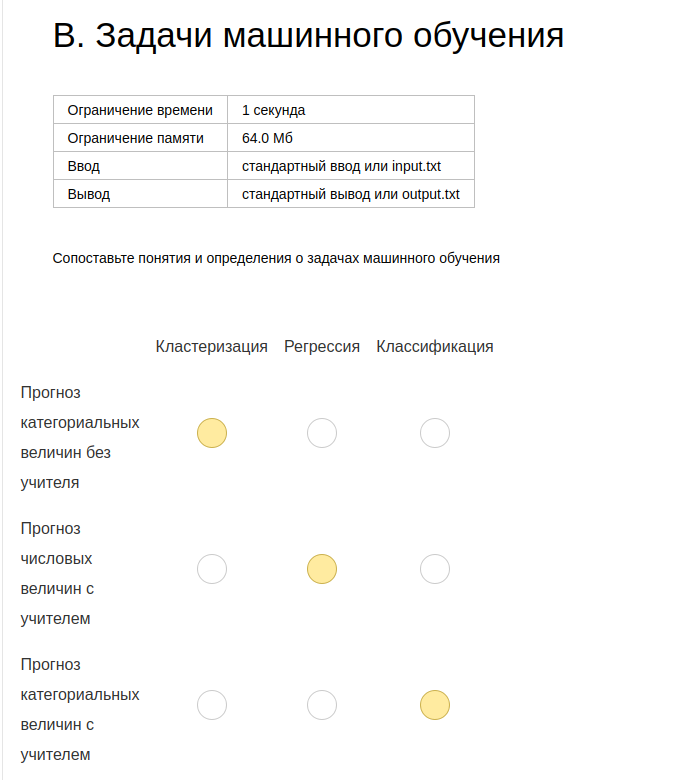 В. Задачи машинного обучения
Ограничение времени 1 секунда
Ограничение памяти 64.0 Мб
Ввод стандартный ввод или input.txt
Вывод стандартный вывод или output.txt
Сопоставьте понятия и определения о задачах машинного обучения
Кластеризация Регрессия Классификация
Прогноз
категориальных
величин без
учителя
Прогноз
числовых
величин с
учителем
Прогноз
категориальных
величин с
учителем